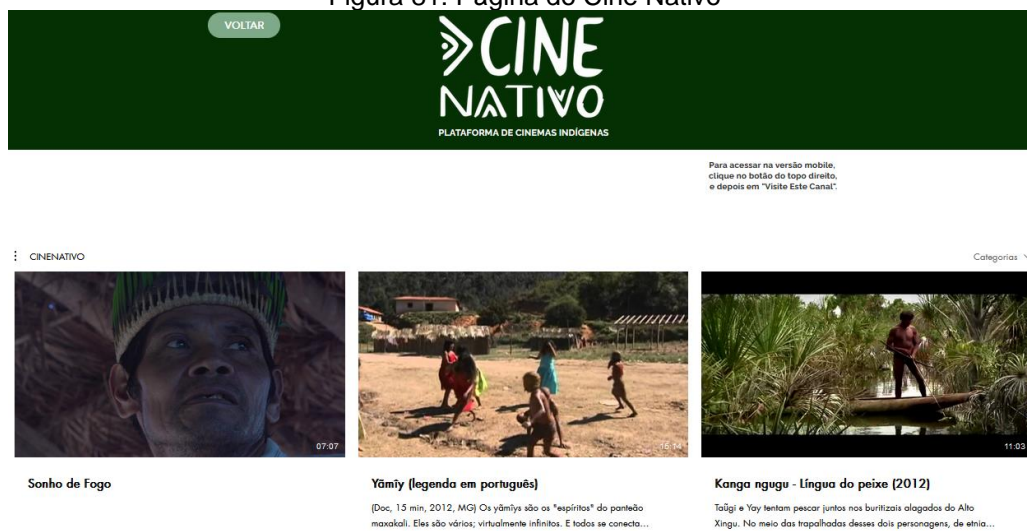 Figura 81: Página do Cine Nativo
VOLTAR
CINE
NATIVO
PLATAFORMA DE CINEMAS INDÍGENAS
Para acessar na versão mobile,
clique no botão do topo direito,
e depois em "Visite Este Canal".
CINENATIVO
Categorias
07:07
15:14
11:03
Sonho de Fogo
Yãmîy (legenda em português)
(Doc, 15 min, 2012, MG) Os yãmîys são os "espíritos" do panteão
maxakali. Eles são vários; virtualmente infinitos. E todos se conecta...
Kanga ngugu - Língua do peixe (2012)
Taũgi e Yay tentam pescar juntos nos buritizais alagados do Alto
Xingu. No meio das trapalhadas desses dois personagens, de etnia...